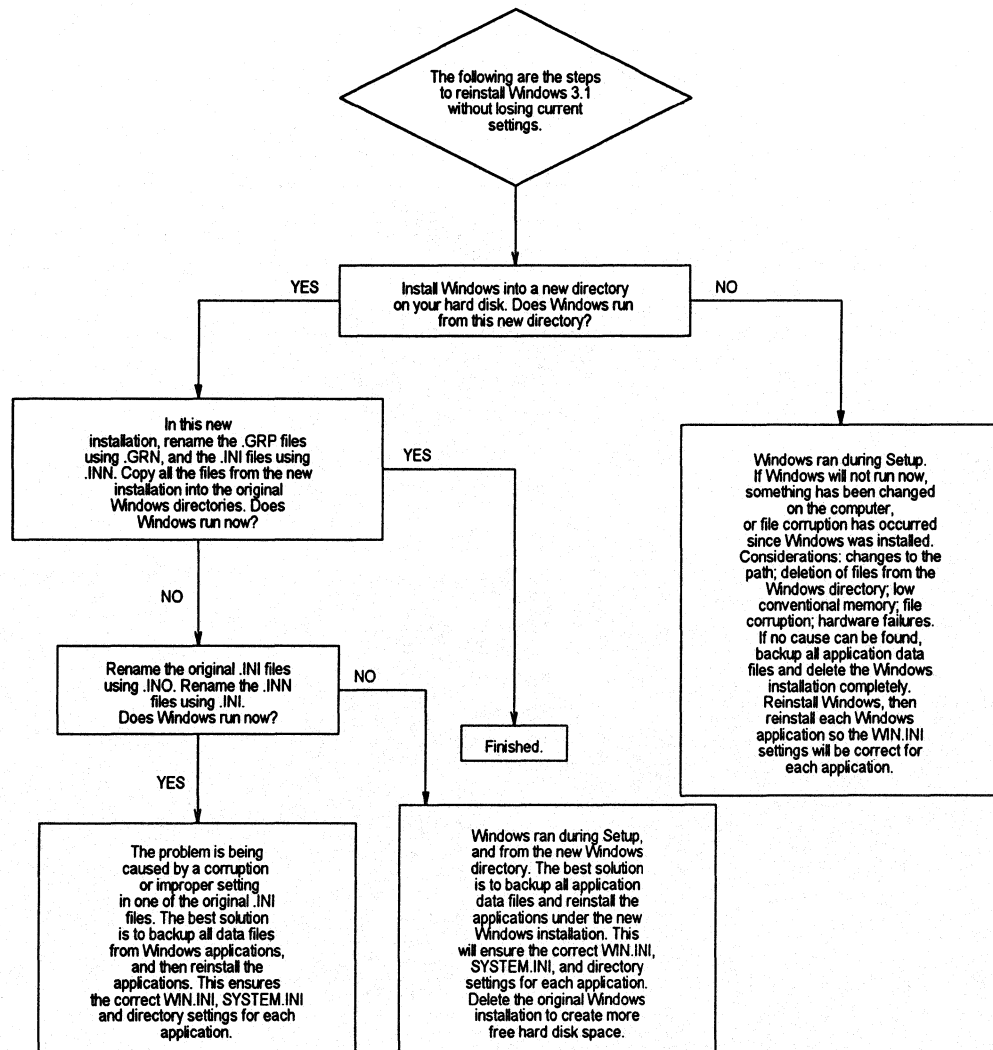 The following are the steps
to reinstall Windows 3.1
without losing current
settings.
YES
Install Windows into a new directory
on your hard disk. Does Windows run
from this new directory?
NO
In this new
installation, rename the .GRP files
using .GRN, and the .INI files using
.INN. Copy all the files from the new
installation into the original
Windows directories. Does
Windows run now?
YES
Windows ran during Setup.
If Windows will not run now,
something has been changed
on the computer,
or file corruption has occurred
since Windows was installed.
Considerations: changes to the
path; deletion of files from the
Windows directory; low
conventional memory; file
corruption; hardware failures.
If no cause can be found,
backup all application data
files and delete the Windows
installation completely.
Reinstall Windows, then
reinstall each Windows
application so the WIN.INI
settings will be correct for
each application.
NO
Rename the original .INI files
using .INO. Rename the .INN
files using .INI.
Does Windows run now?
NO
Finished.
YES
The problem is being
caused by a corruption
or improper setting
in one of the original .INI
files. The best solution
is to backup all data files
from Windows applications,
and then reinstall the
applications. This ensures
the correct WIN.INI, SYSTEM.INI
and directory settings for each
application.
Windows ran during Setup,
and from the new Windows
directory. The best solution
is to backup all application
data files and reinstall the
applications under the new
Windows installation. This
will ensure the correct WIN.INI,
SYSTEM.INI, and directory
settings for each application.
Delete the original Windows
installation to create more
free hard disk space.